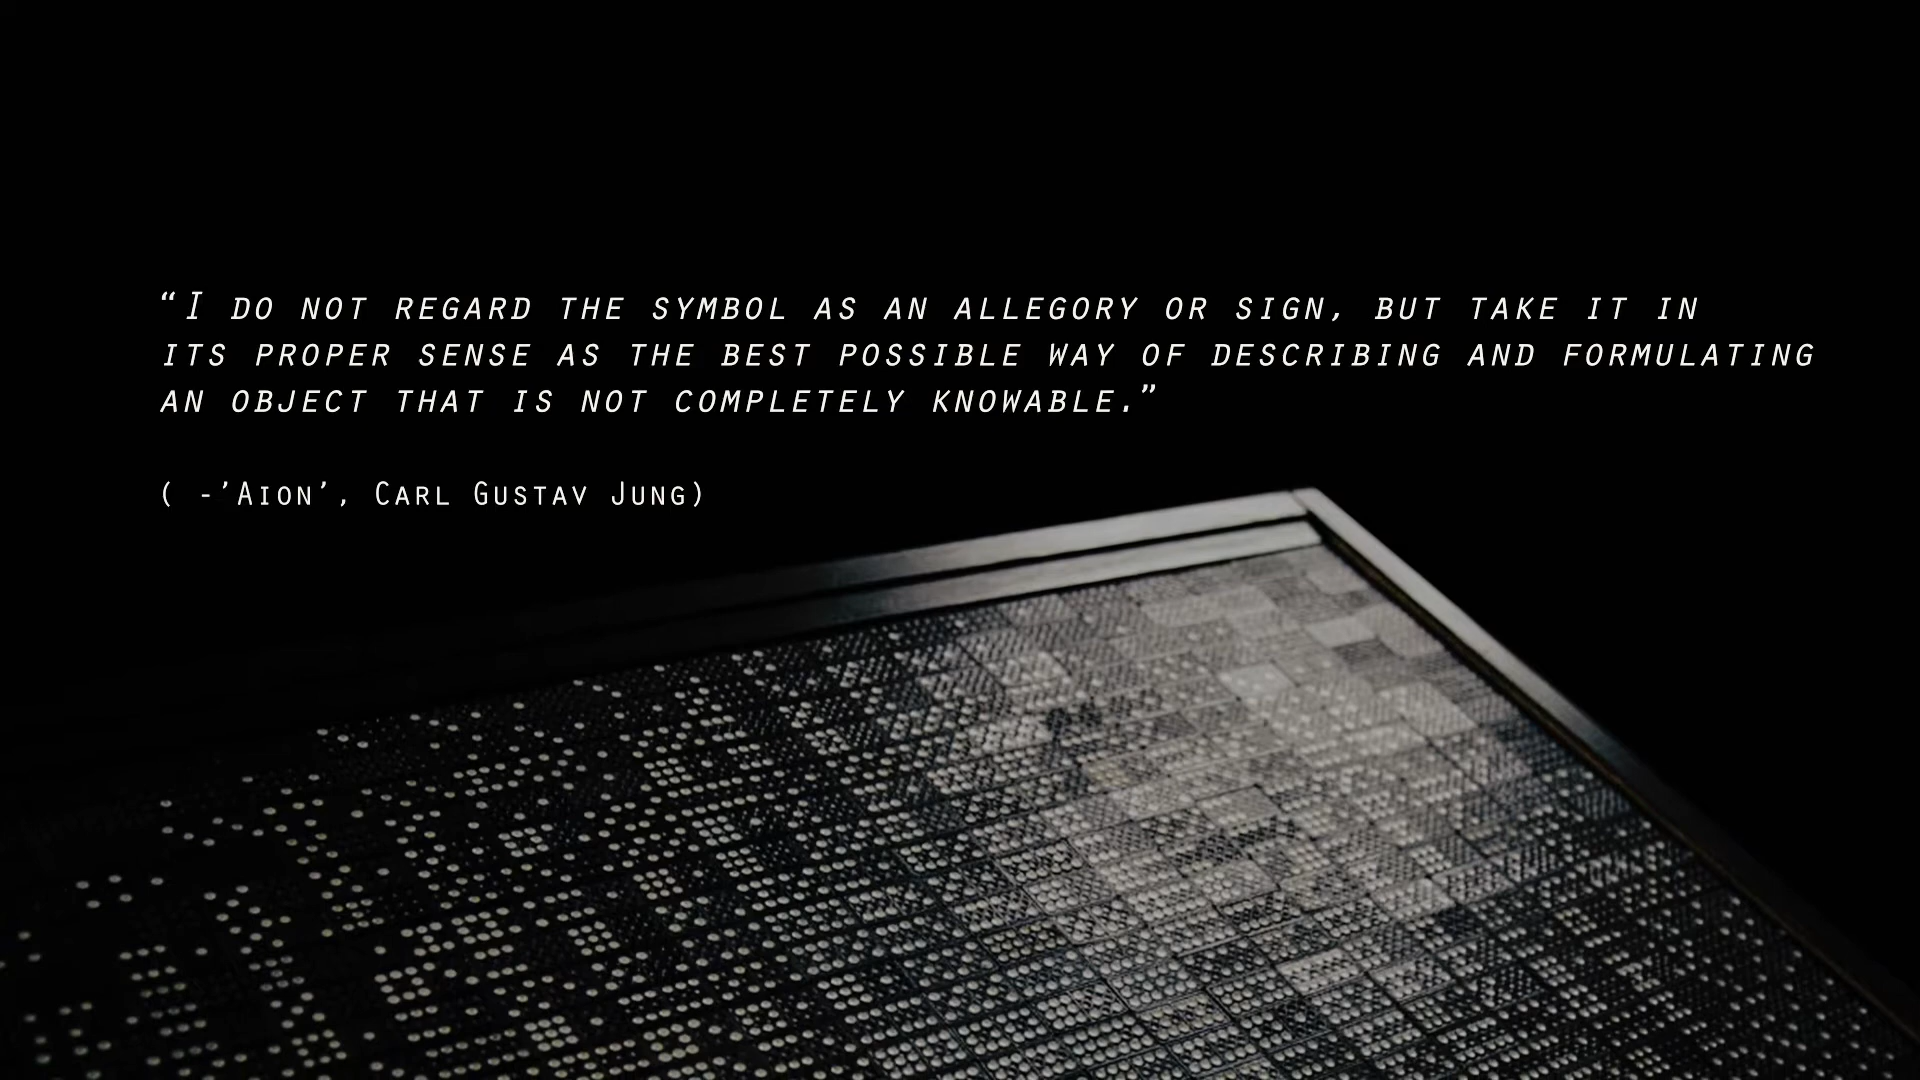 “I do not regard the symbol as an allegory or sign, but take it in
its proper sense as the best possible way of describing and formulating
an object that is not completely knowable.”
( -’Aion’, Carl Gustav Jung)